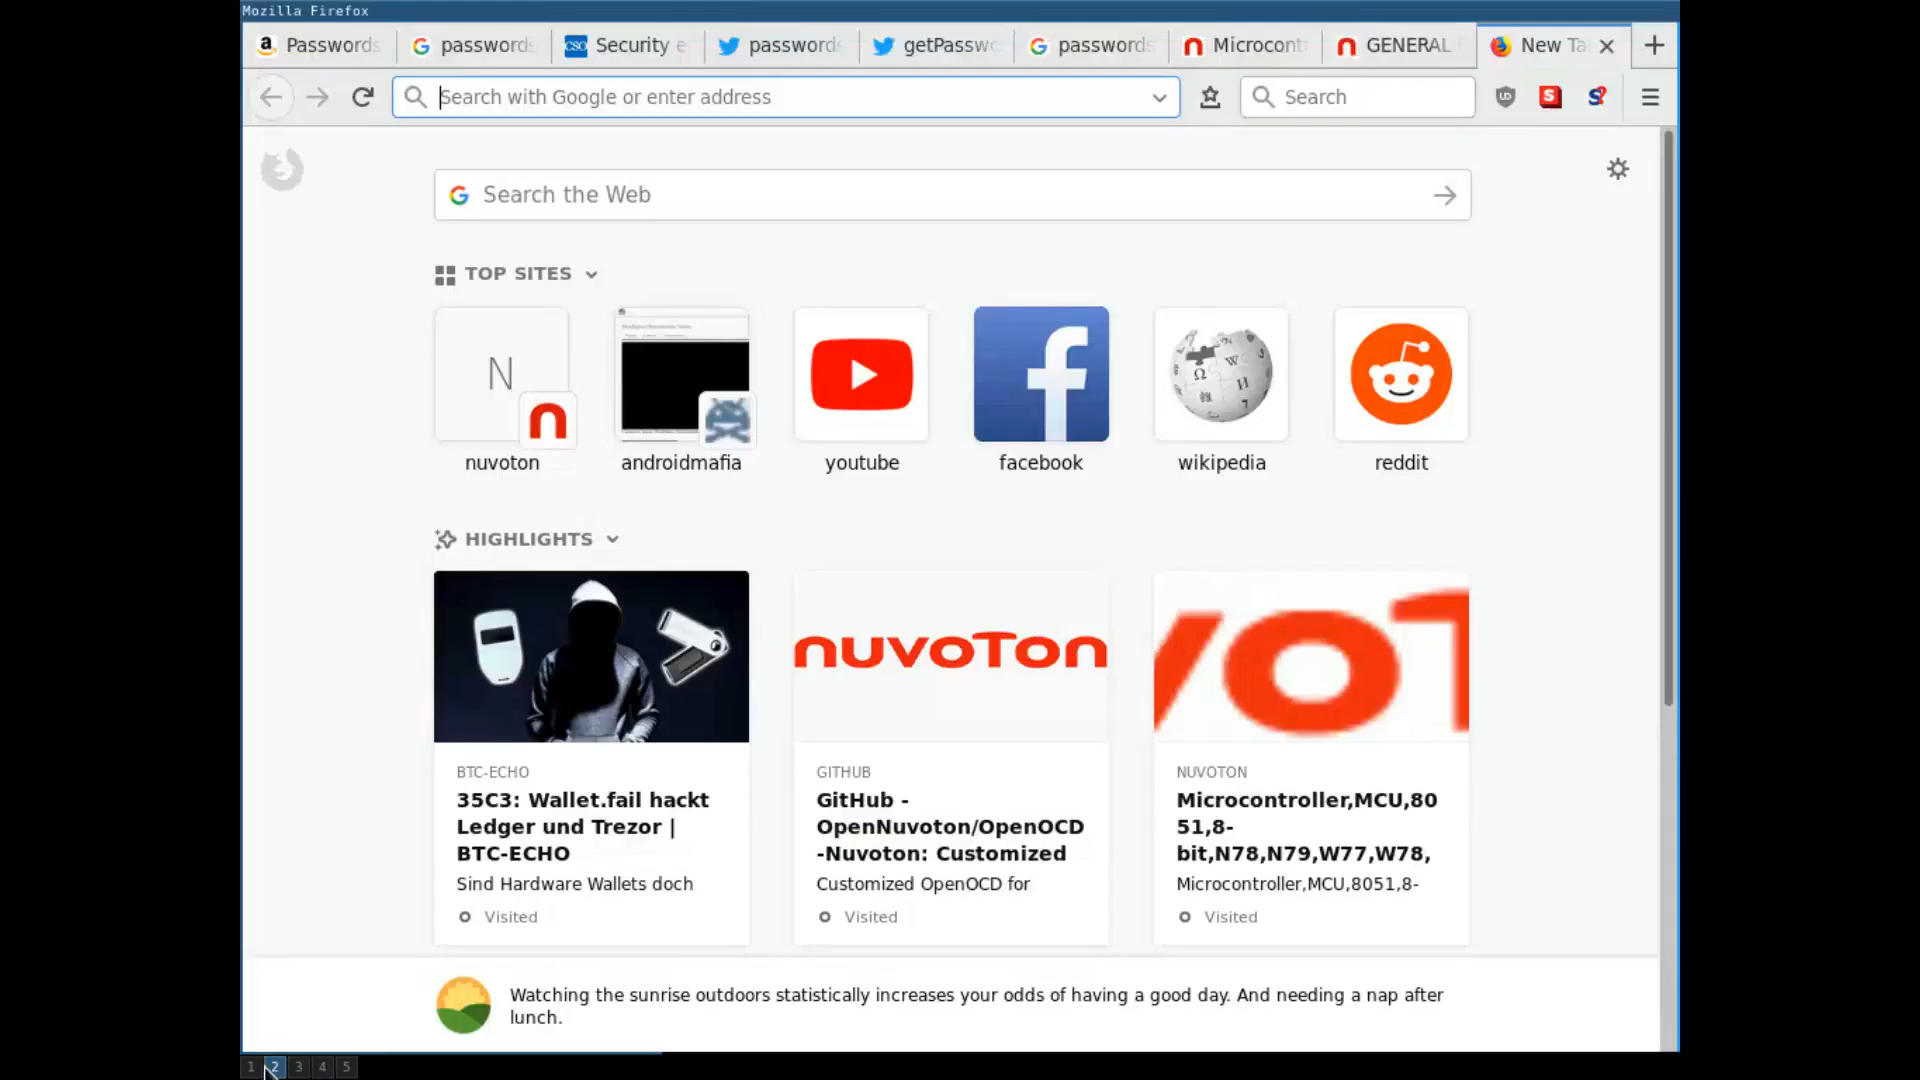 Mozilla Firefox
Passwords
passwords
CSO Security e
passwords
getPasswo
passwords
Microcont
GENERAL
New Ta
Search with Google or enter address
Search
S
Search the Web
TOP SITES
N
nuvoton
androidmafia
youtube
facebook
wikipedia
reddit
HIGHLIGHTS
nuvoTon
voT
BTC-ECHO
35C3: Wallet.fail hackt
Ledger und Trezor |
BTC-ECHO
Sind Hardware Wallets doch
Visited
GITHUB
GitHub -
OpenNuvoton/OpenOCD
-Nuvoton: Customized
Customized OpenOCD for
Visited
NUVOTON
Microcontroller,MCU,80
51,8-
bit,N78,N79,W77,W78,
Microcontroller,MCU,8051,8-
Visited
Watching the sunrise outdoors statistically increases your odds of having a good day. And needing a nap after
lunch.
1 2 3 4 5